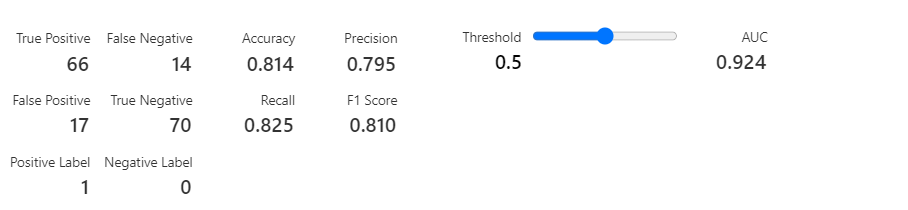 True Positive False Negative Accuracy Precision Threshold AUC
66 14 0.814 0.795 0.5 0.924
False Positive True Negative Recall F1 Score
17 70 0.825 0.810
Positive Label Negative Label
1 0